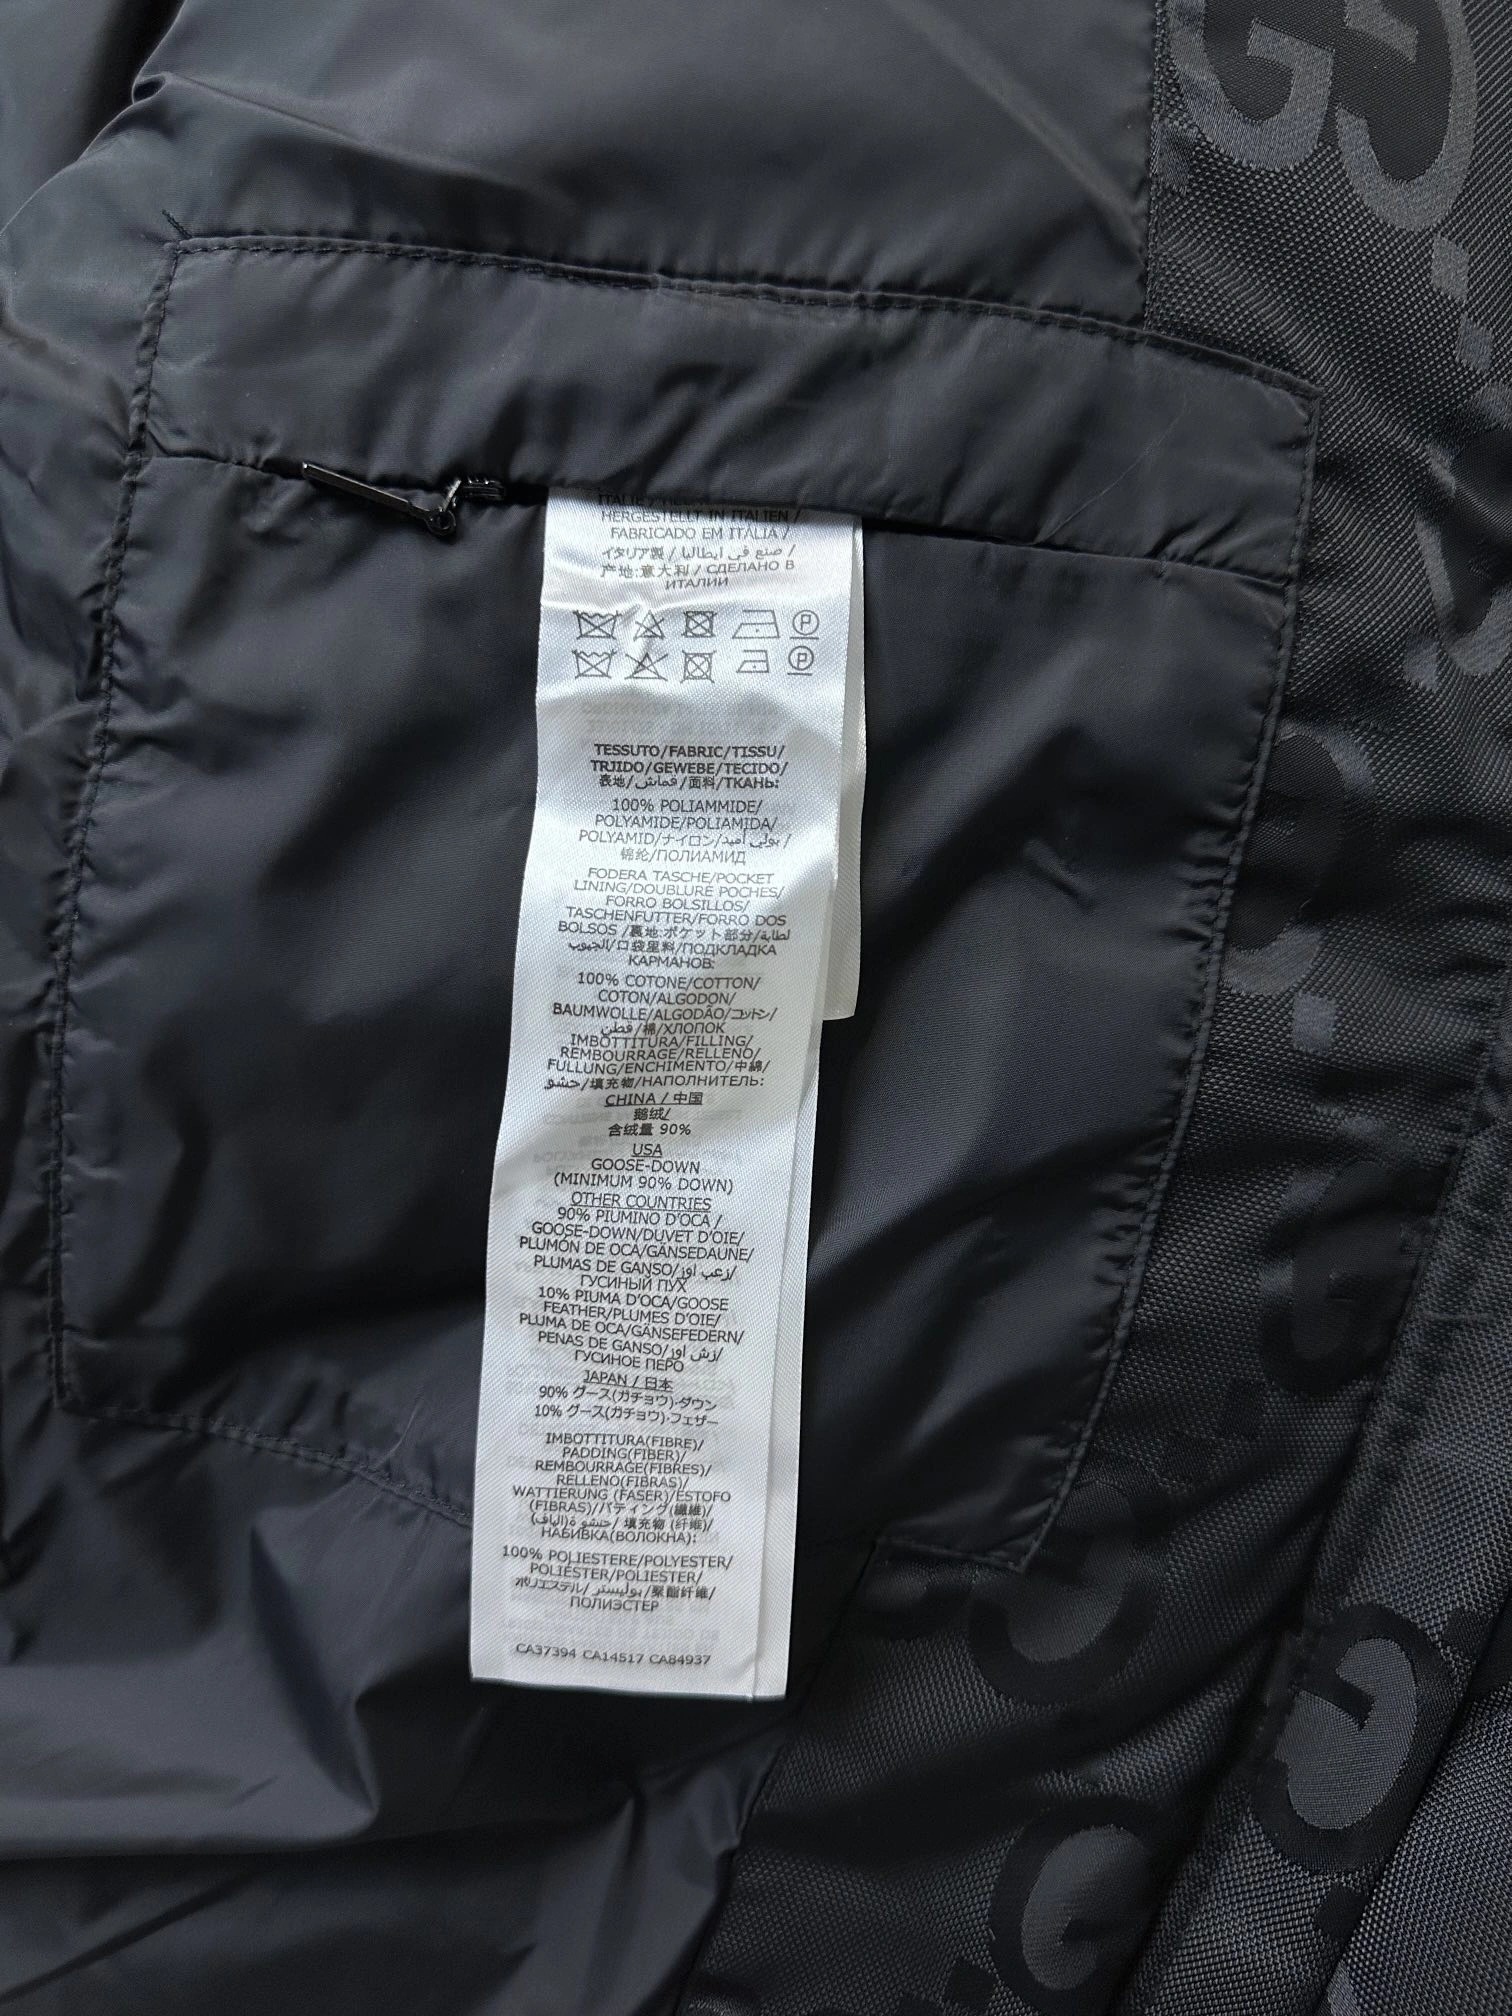 HERGESTELLT IN ITALIEN /
FABRICADO EM ITÁLIA /
イタリア製 / صنع في ايطاليا /
产地:意大利 / СДЕЛАНО В
ИТАЛИИ
TESSUTO/FABRIC/TISSU/
TRJIDO/GEWEBE/TECIDO/
表地/قماش/面料/ТКАНЬ:
100% POLIAMMIDE/
POLYAMIDE/POLIAMIDA/
POLYAMID/ナイロン/بولي أميد/
锦纶/ПОЛИАМИД
FODERA TASCHE/POCKET
LINING/DOUBLURE POCHES/
FORRO BOLSILLOS/
TASCHENFUTTER/FORRO DOS
BOLSOS /裏地:ポケット部分/لطابة
الجيوب/口袋里料/ПОДКЛАДКА
КАРМАНОВ:
100% COTONE/COTTON/
COTON/ALGODON/
BAUMWOLLE/ALGODÃO/コットン/
قطن/棉/ХЛОПОК
IMBOTTITURA/FILLING/
REMBOURRAGE/RELLENO/
FULLUNG/ENCHIMENTO/中綿/
حشو/填充物/НАПОЛНИТЕЛЬ:
CHINA / 中国
鹅绒/
含绒量 90%
USA
GOOSE-DOWN
(MINIMUM 90% DOWN)
OTHER COUNTRIES
90% PIUMINO D'OCA /
GOOSE-DOWN/DUVET D'OIE/
PLUMÓN DE OCA/GÄNSEDAUNE/
PLUMAS DE GANSO/زغب اوز/
ГУСИНЫЙ ПУХ
10% PIUMA D'OCA/GOOSE
FEATHER/PLUMES D'OIE/
PLUMA DE OCA/GÄNSEFEDERN/
PENAS DE GANSO/زش اوز/
ГУСИНОЕ ПЕРО
JAPAN / 日本
90% グース(ガチョウ)·ダウン
10% グース(ガチョウ)·フェザー
IMBOTTITURA(FIBRE)/
PADDING(FIBER)/
REMBOURRAGE(FIBRES)/
RELLENO(FIBRAS)/
WATTIERUNG (FASER)/ESTOFO
(FIBRAS)/パティング(繊維)/
حشو ة(الياف)/ 填充物 (纤维)/
НАБИВКА(ВОЛОКНА):
100% POLIESTERE/POLYESTER/
POLIÉSTER/POLIESTER/
ポリエステル/بوليستر/聚酯纤维/
ПОЛИЭСТЕР
CA37394 CA14517 CA84937